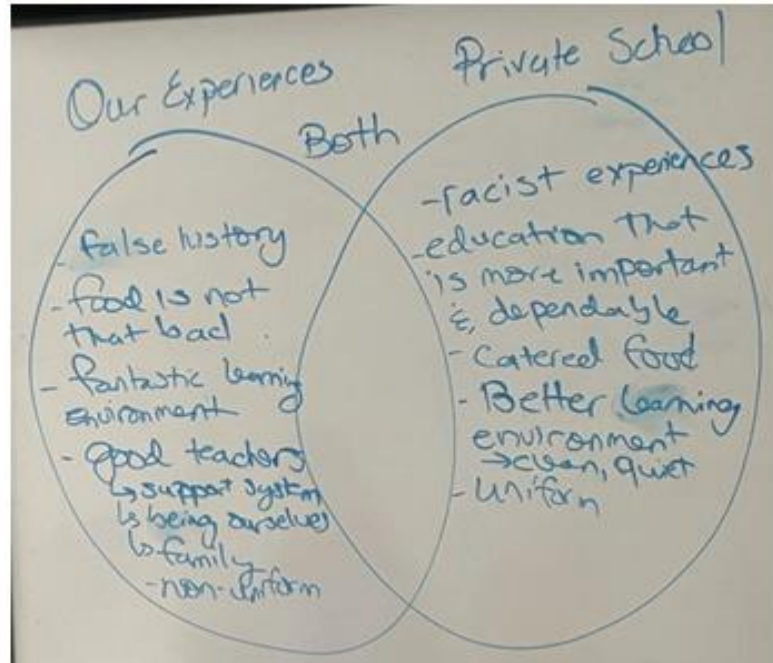 Our Experiences
Both
Private School
- false history
- food is not
that bad
- fantastic learning
environment
- good teachers
↳ support system
↳ being ourselves
↳ family
- non-uniform
- racist experiences
- education that
is more important
& dependable
- Catered food
- Better learning
environment
→ clean, quiet
- uniform